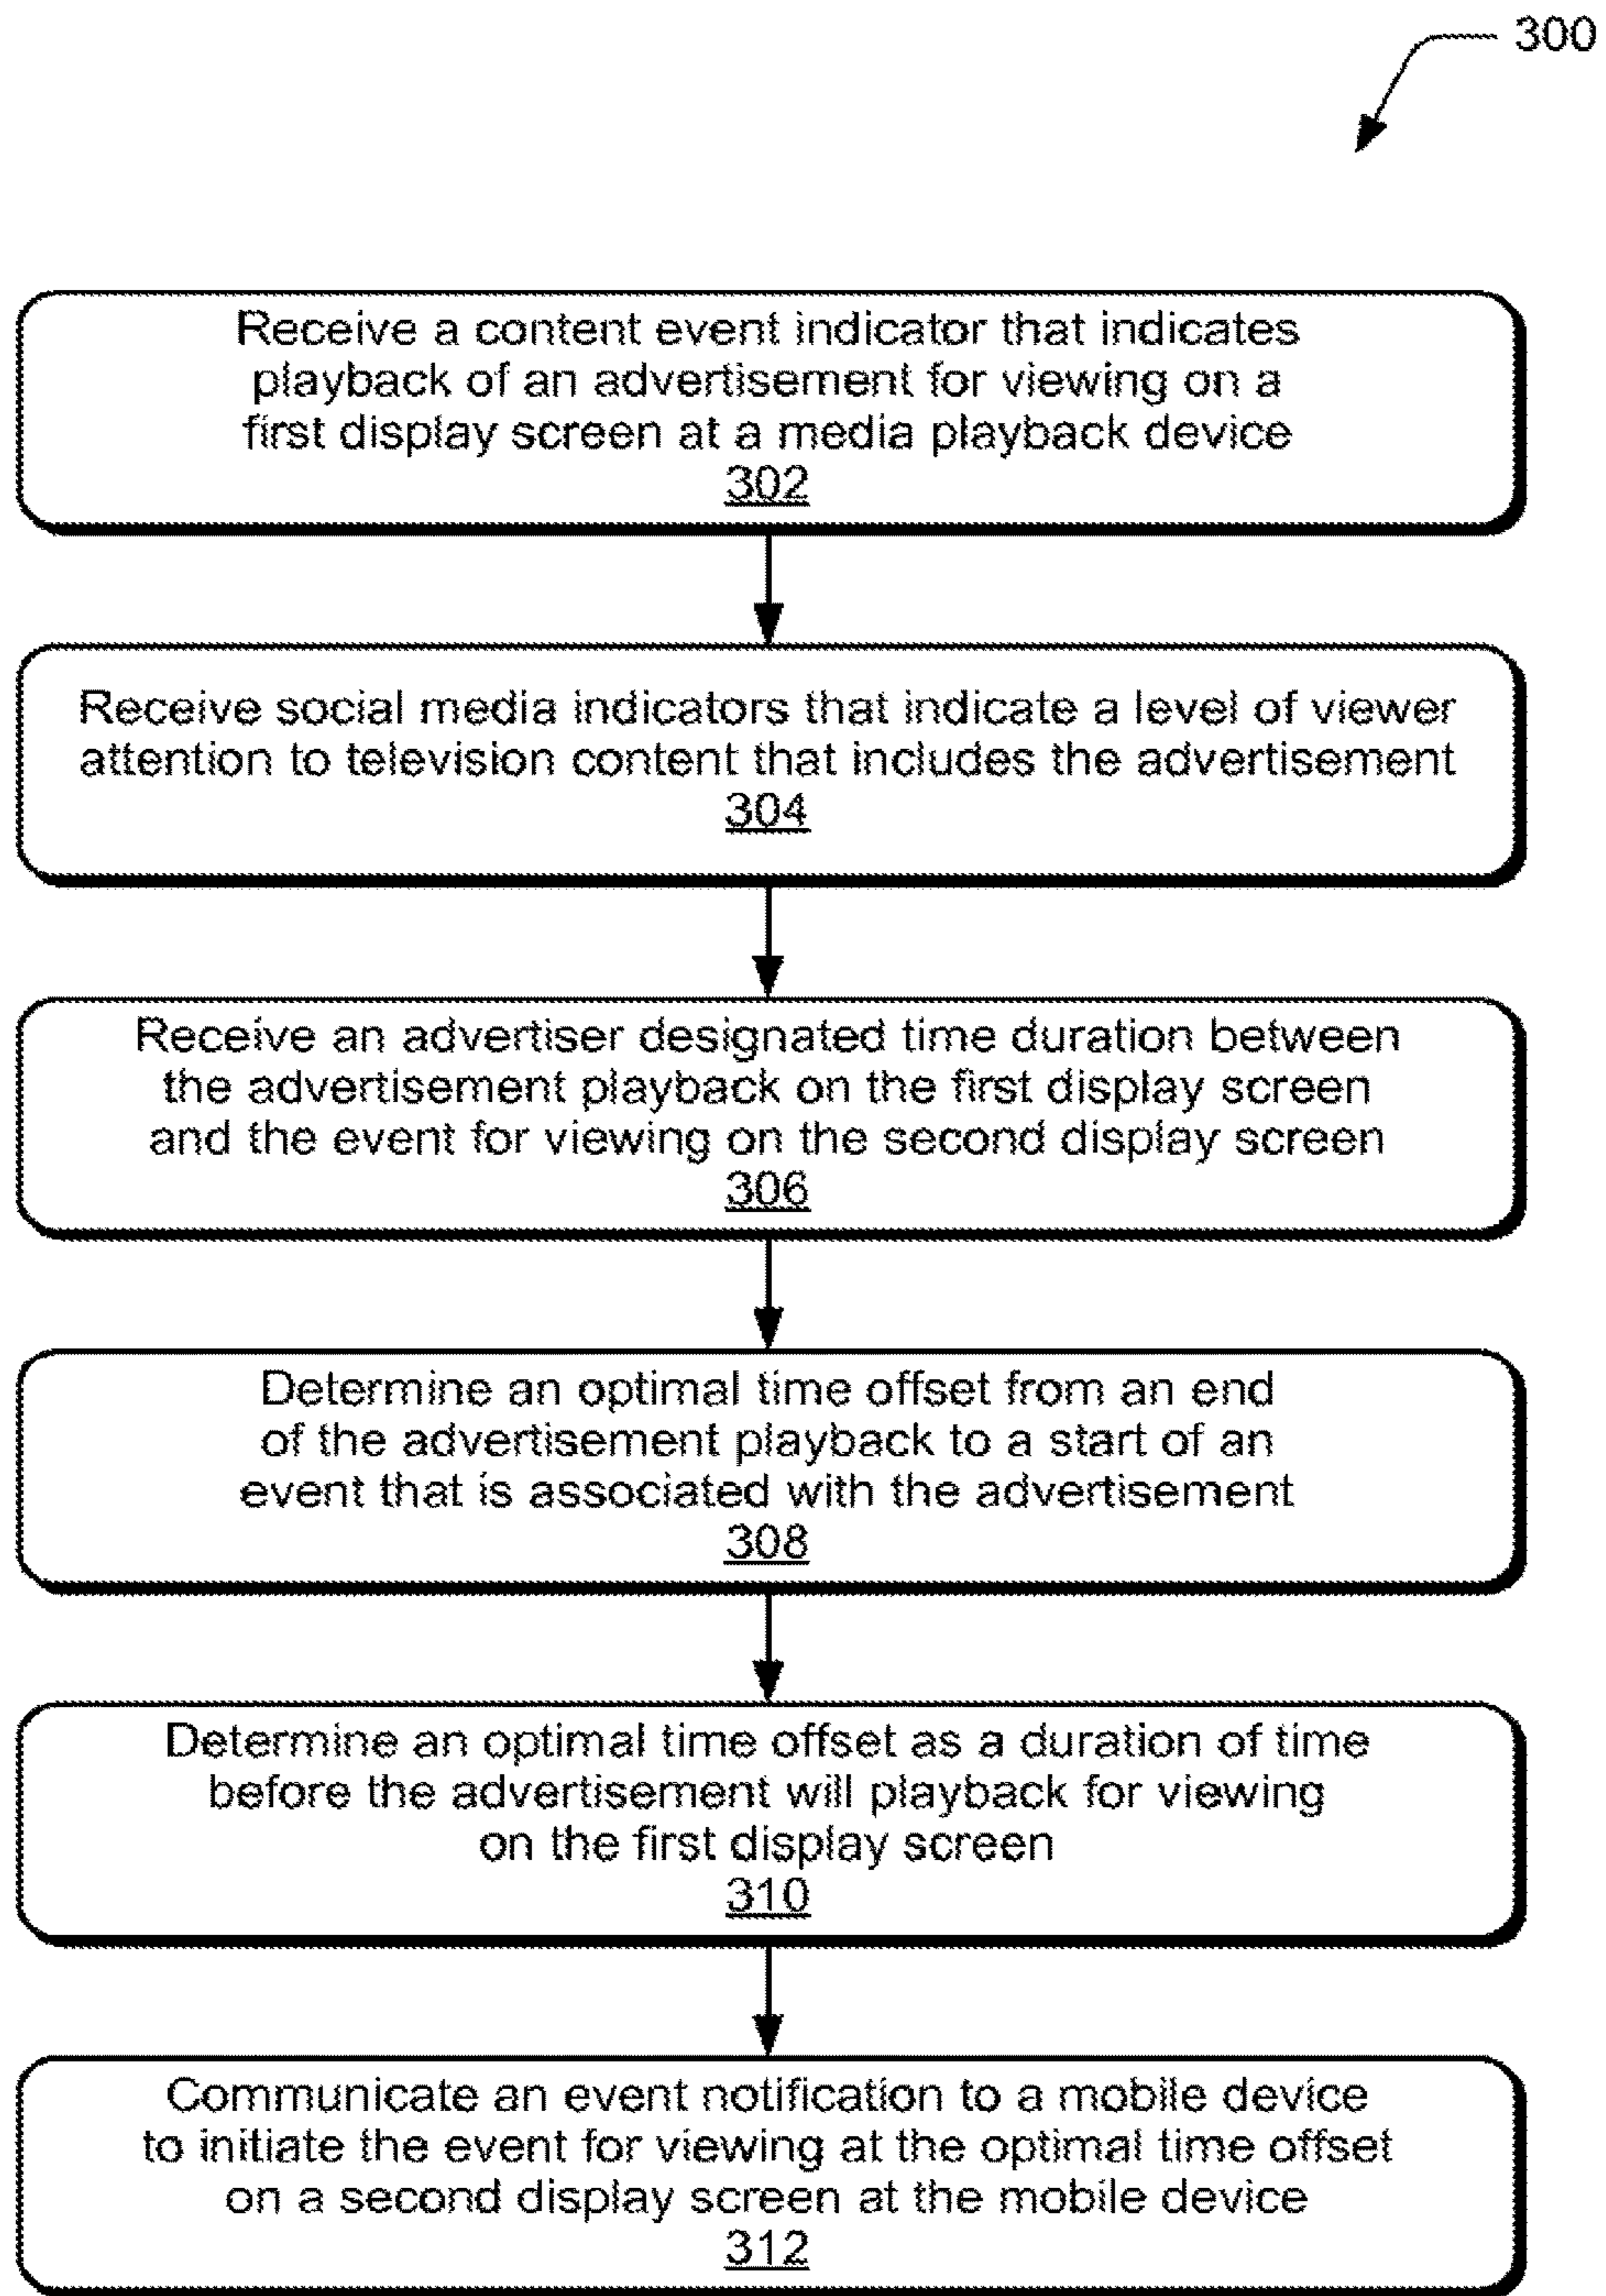 300
Receive a content event indicator that indicates
playback of an advertisement for viewing on a
first display screen at a media playback device
302
Receive social media indicators that indicate a level of viewer
attention to television content that includes the advertisement
304
Receive an advertiser designated time duration between
the advertisement playback on the first display screen
and the event for viewing on the second display screen
306
Determine an optimal time offset from an end
of the advertisement playback to a start of an
event that is associated with the advertisement
308
Determine an optimal time offset as a duration of time
before the advertisement will playback for viewing
on the first display screen
310
Communicate an event notification to a mobile device
to initiate the event for viewing at the optimal time offset
on a second display screen at the mobile device
312